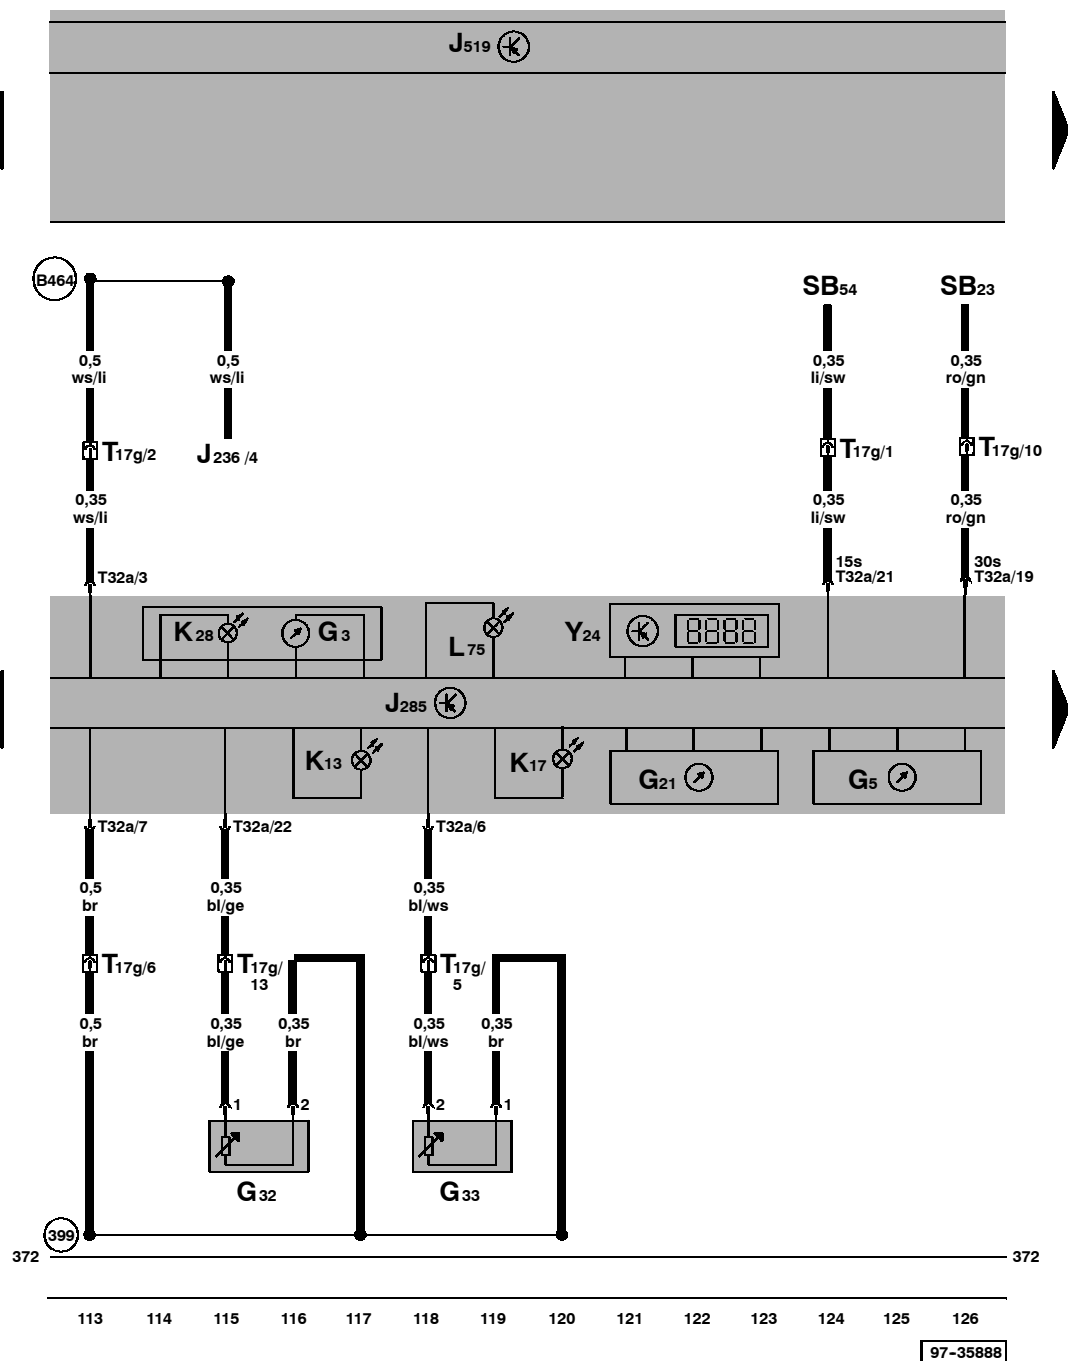 J519
B464
SB54 SB23
0,5 0,5 0,35 0,35
ws/li ws/li li/sw ro/gn
T17g/2 J236 /4 T17g/1 T17g/10
0,35 0,35 0,35
ws/li li/sw ro/gn
15s 30s
T32a/3 T32a/21 T32a/19
K28 G3 L75 Y24 8888
J285
K13 K17 G21 G5
T32a/7 T32a/22 T32a/6
0,5 0,35 0,35
br bl/ge bl/ws
T17g/6 T17g/ T17g/
13 5
0,5 0,35 0,35 0,35 0,35
br bl/ge br bl/ws br
1 2 2 1
G32 G33
399
372 372
113 114 115 116 117 118 119 120 121 122 123 124 125 126
97-35888